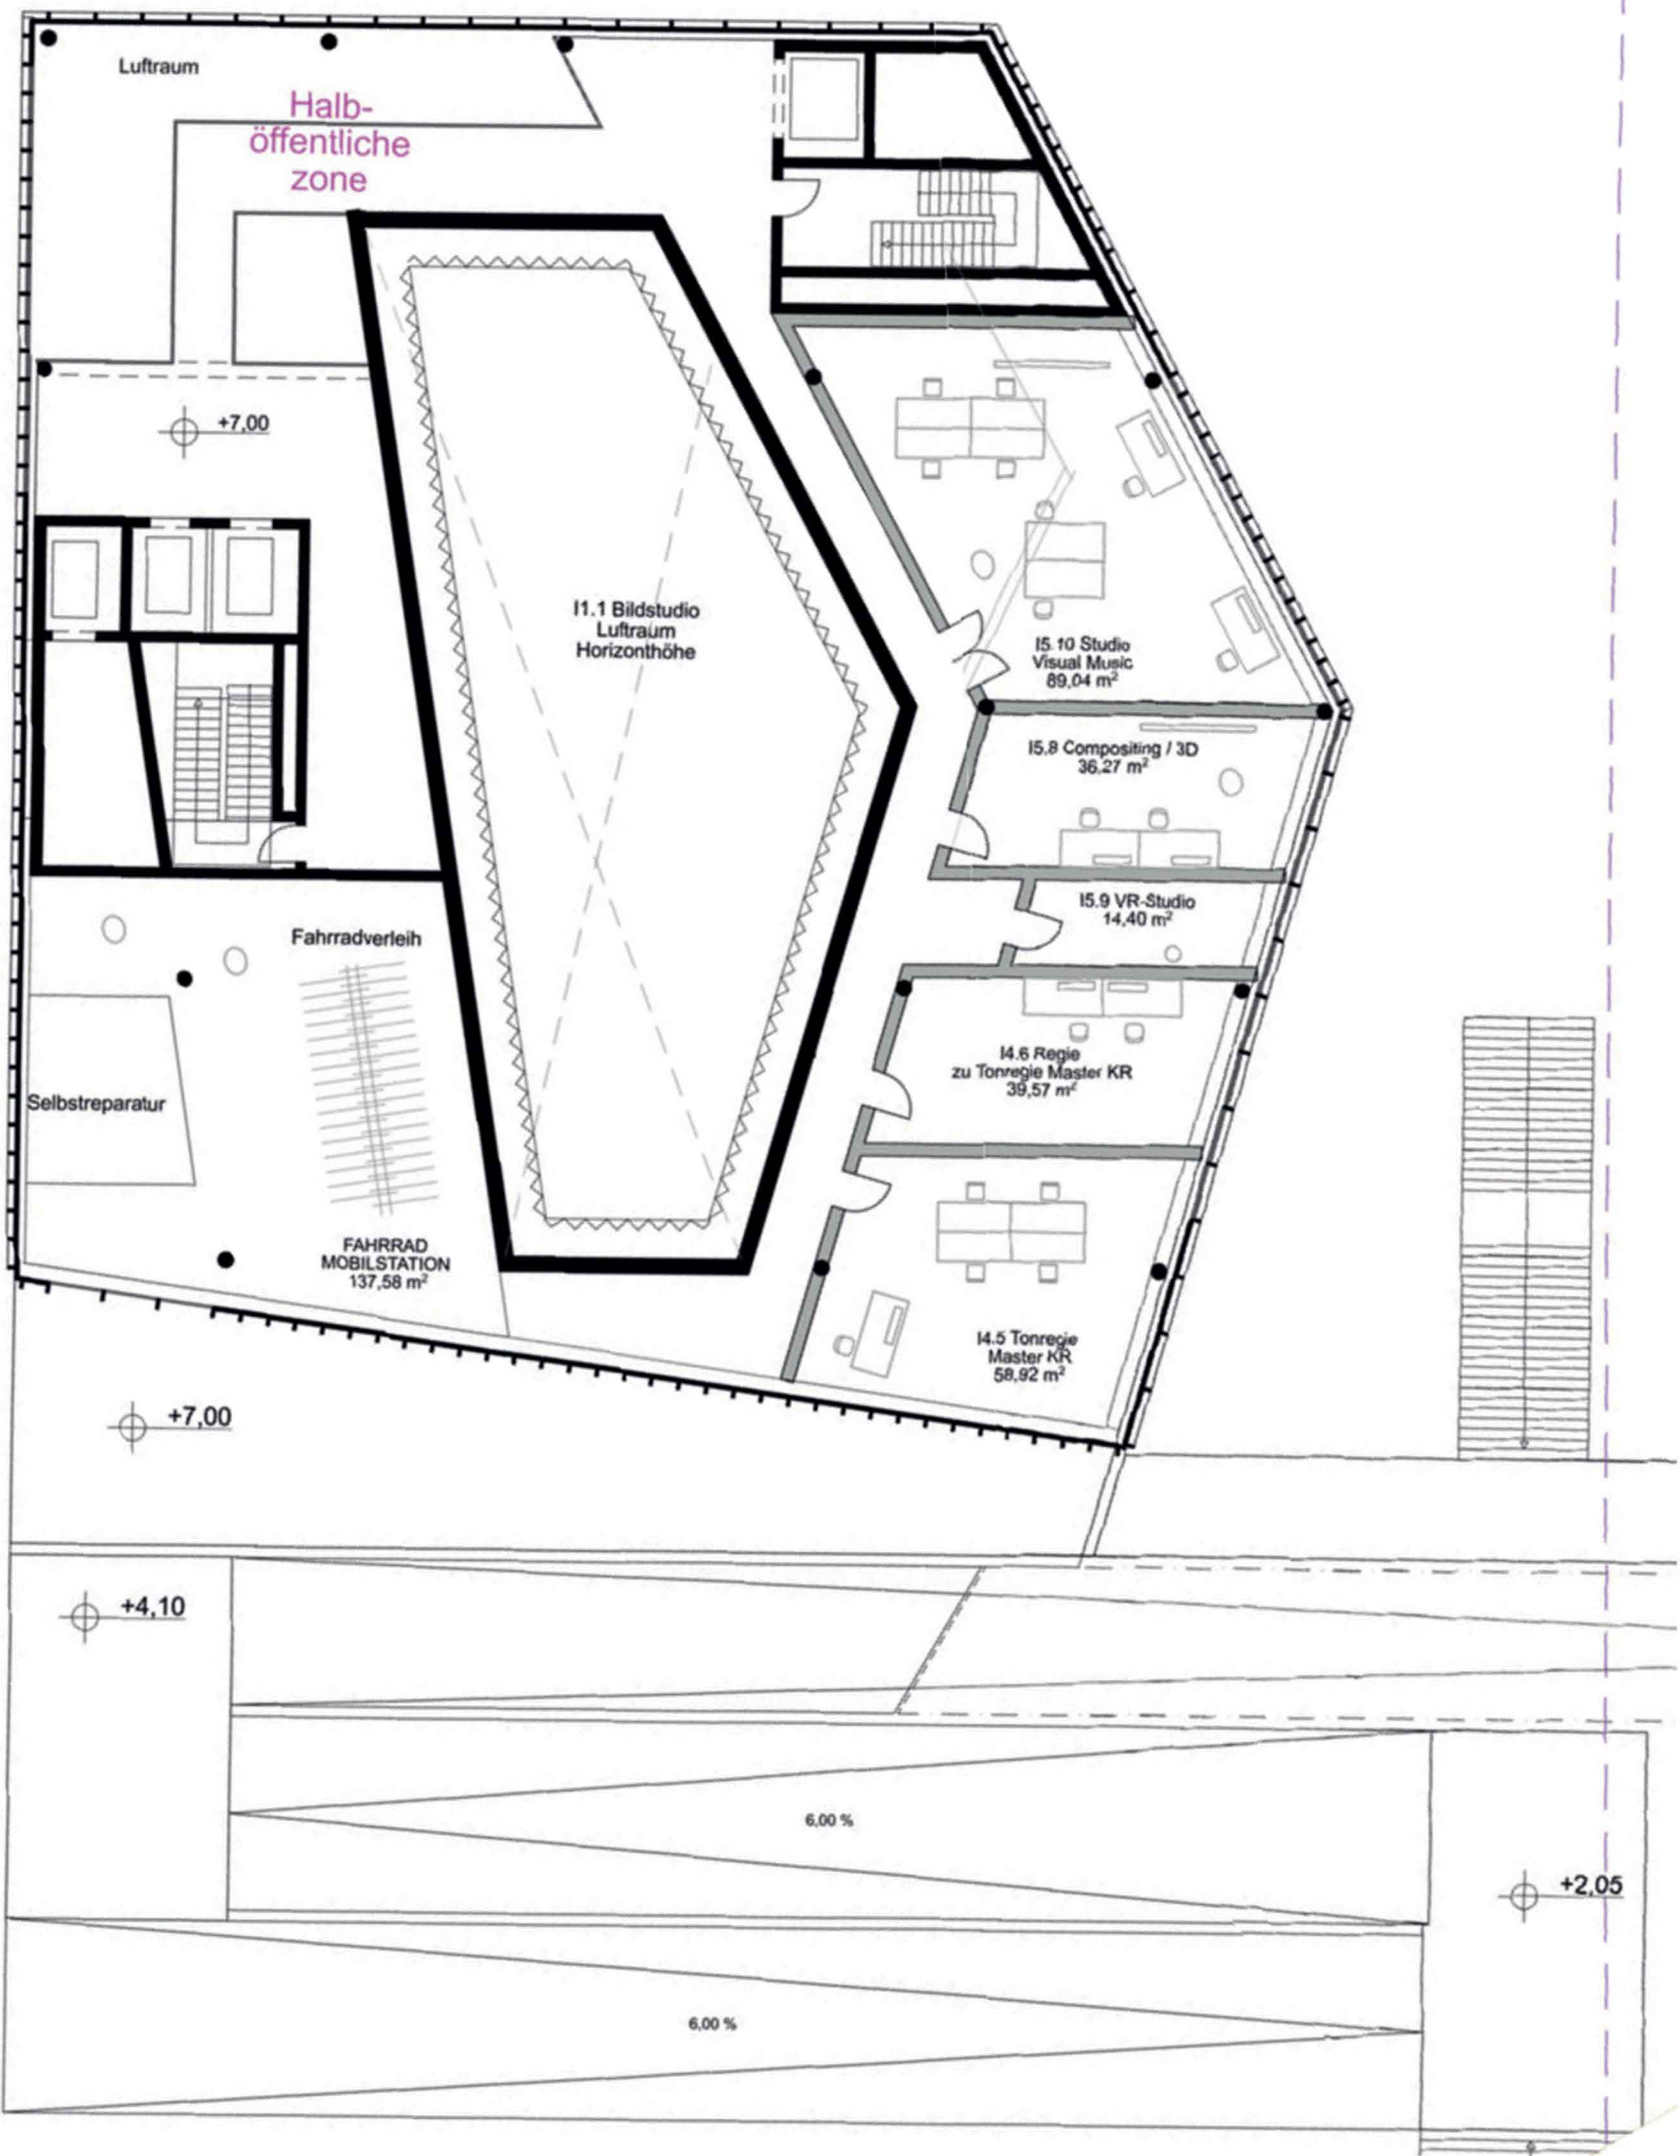 Luftraum
Halb-
öffentliche
zone
+7,00
I1.1 Bildstudio
Luftraum
Horizonthöhe
I5.10 Studio
Visual Music
89,04 m²
I5.8 Compositing / 3D
36,27 m²
I5.9 VR-Studio
14,40 m²
Fahrradverleih
I4.6 Regie
zu Tonregie Master KR
39,57 m²
Selbstreparatur
FAHRRAD
MOBILSTATION
137,58 m²
I4.5 Tonregie
Master KR
58,92 m²
+7,00
+4,10
6,00 %
+2,05
6,00 %